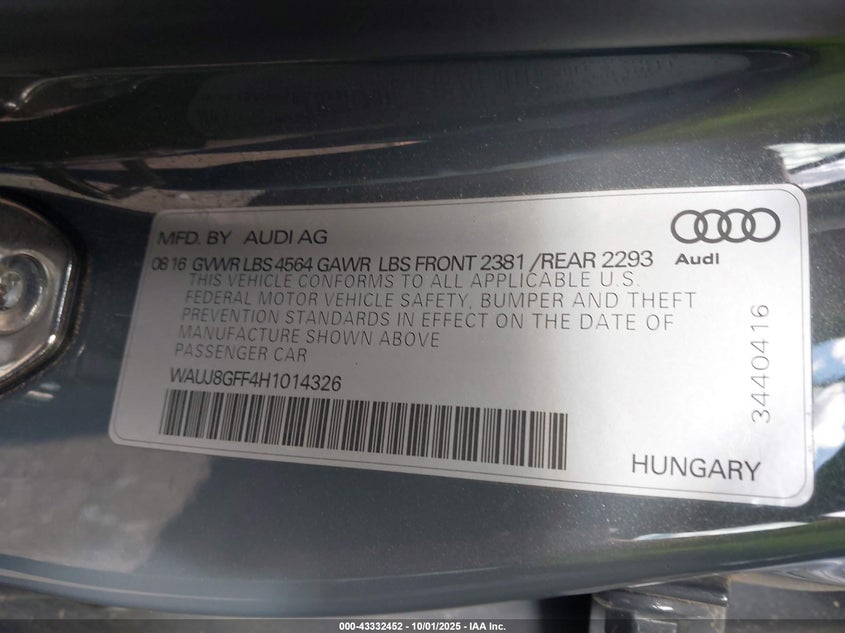 MFD. BY AUDI AG
08 16 GVWR LBS 4564 GAWR LBS FRONT 2381 /REAR 2293
Audi
THIS VEHICLE CONFORMS TO ALL APPLICABLE U.S.
FEDERAL MOTOR VEHICLE SAFETY, BUMPER AND THEFT
PREVENTION STANDARDS IN EFFECT ON THE DATE OF
MANUFACTURE SHOWN ABOVE
PASSENGER CAR
WAUJ8GFF4H1014326
3440416
HUNGARY
000-43332452 - 10/01/2025 - IAA Inc.